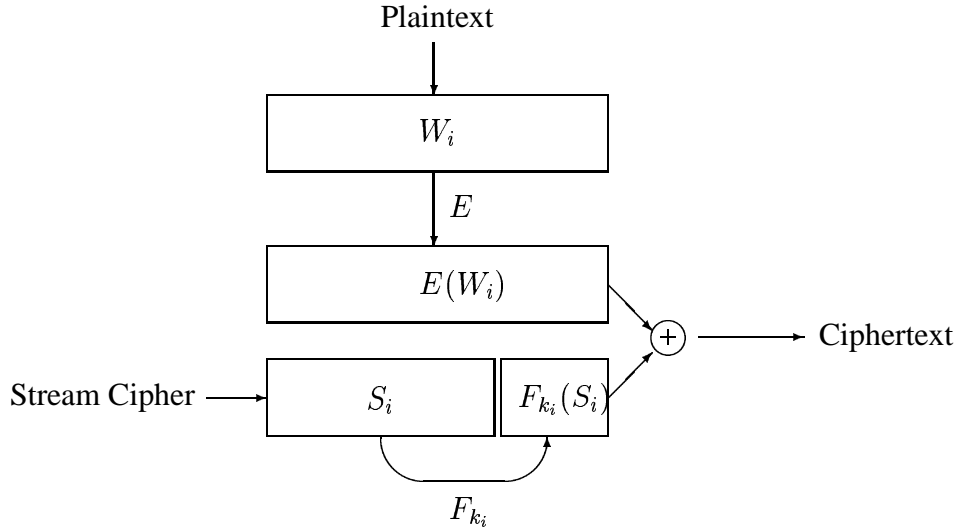 Plaintext
W_i
E
E(W_i)
Ciphertext
+
Stream Cipher
S_i
F_{k_i}(S_i)
F_{k_i}